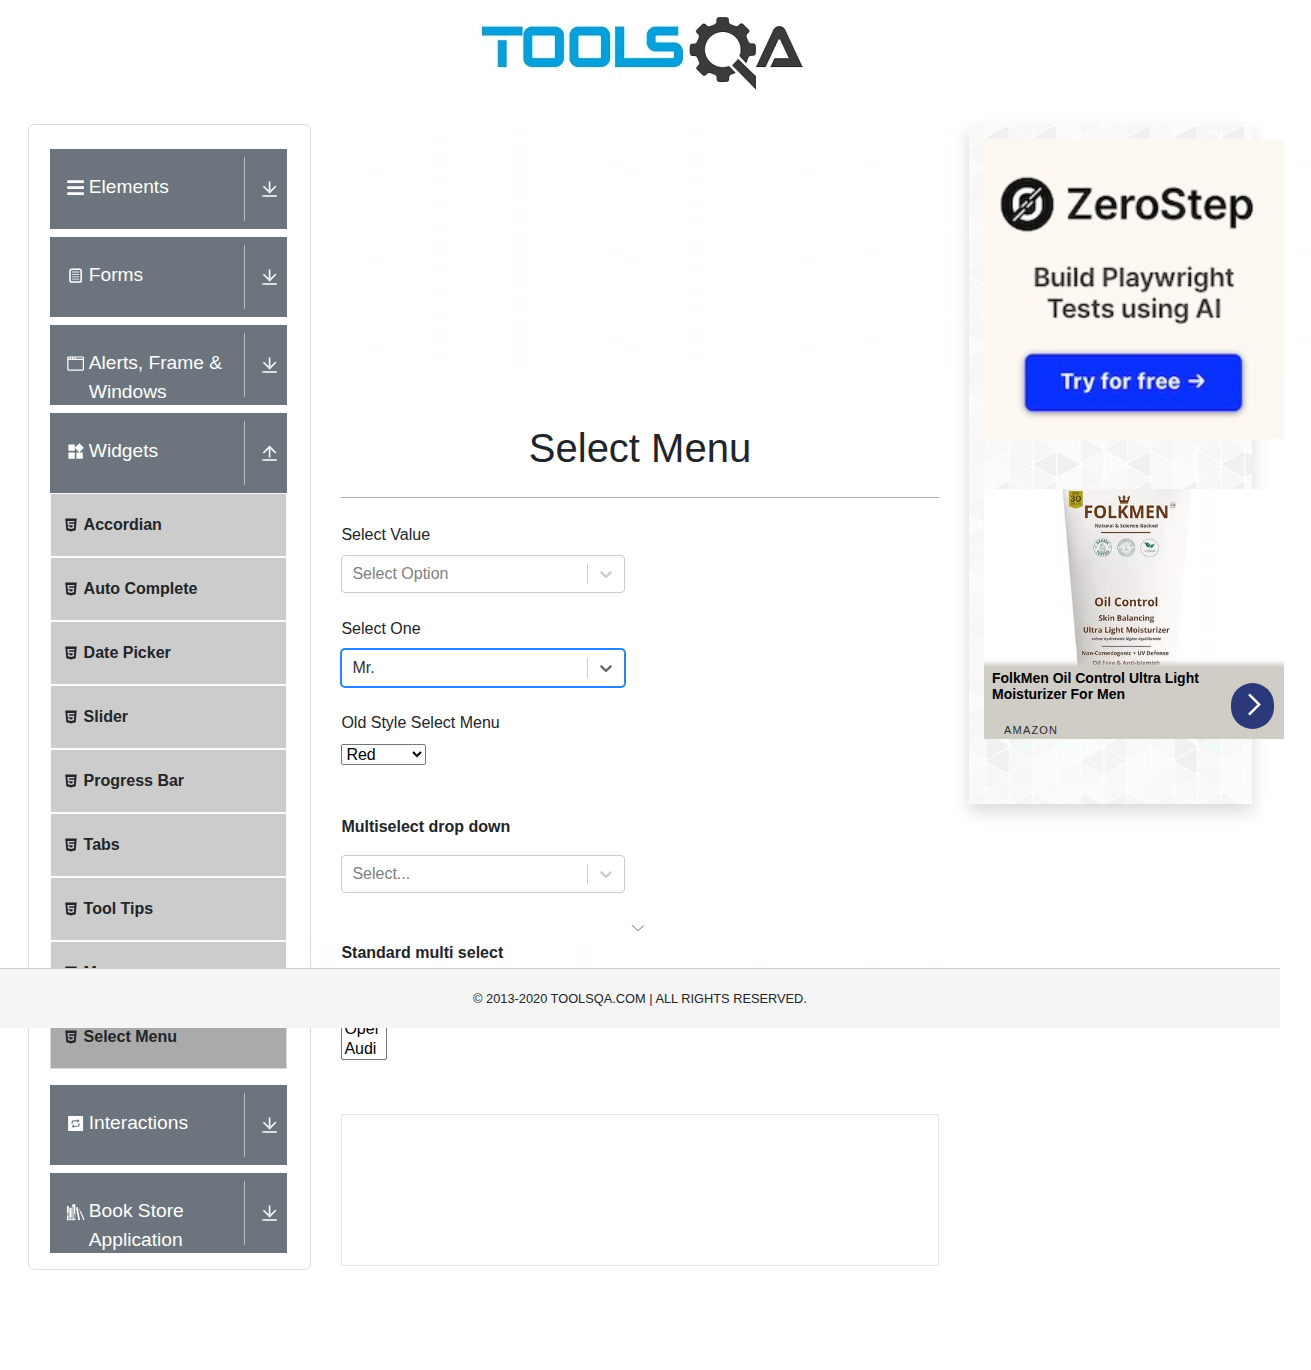 TOOLSQA
Elements
Forms
Alerts, Frame &
Windows
Widgets
Accordian
Auto Complete
Date Picker
Slider
Progress Bar
Tabs
Tool Tips
Select Menu
Interactions
Book Store
Application
Select Menu
Select Value
Select Option
Select One
Mr.
Old Style Select Menu
Red
Multiselect drop down
Select...
Standard multi select
Opel
Audi
ZeroStep
Build Playwright
Tests using AI
Try for free →
30
FOLKMEN
Natural & Science-Backed
Oil Control
Skin Balancing
Ultra Light Moisturizer
Non-Comedogenic + UV Defense
Oil Free & Anti-blemish
FolkMen Oil Control Ultra Light
Moisturizer For Men
AMAZON
© 2013-2020 TOOLSQA.COM | ALL RIGHTS RESERVED.